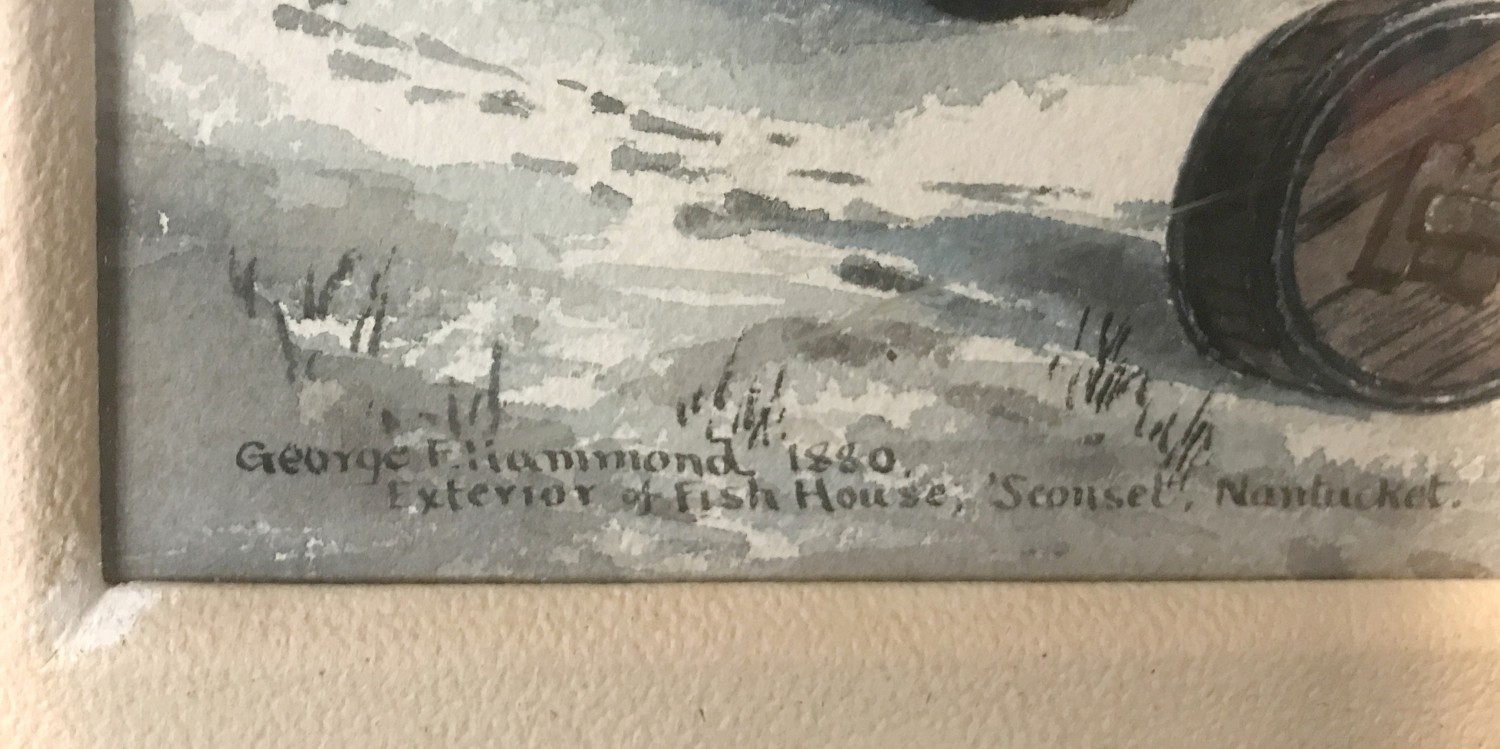 George F. Hammond 1880.
Exterior of Fish House, 'Sconset', Nantucket.